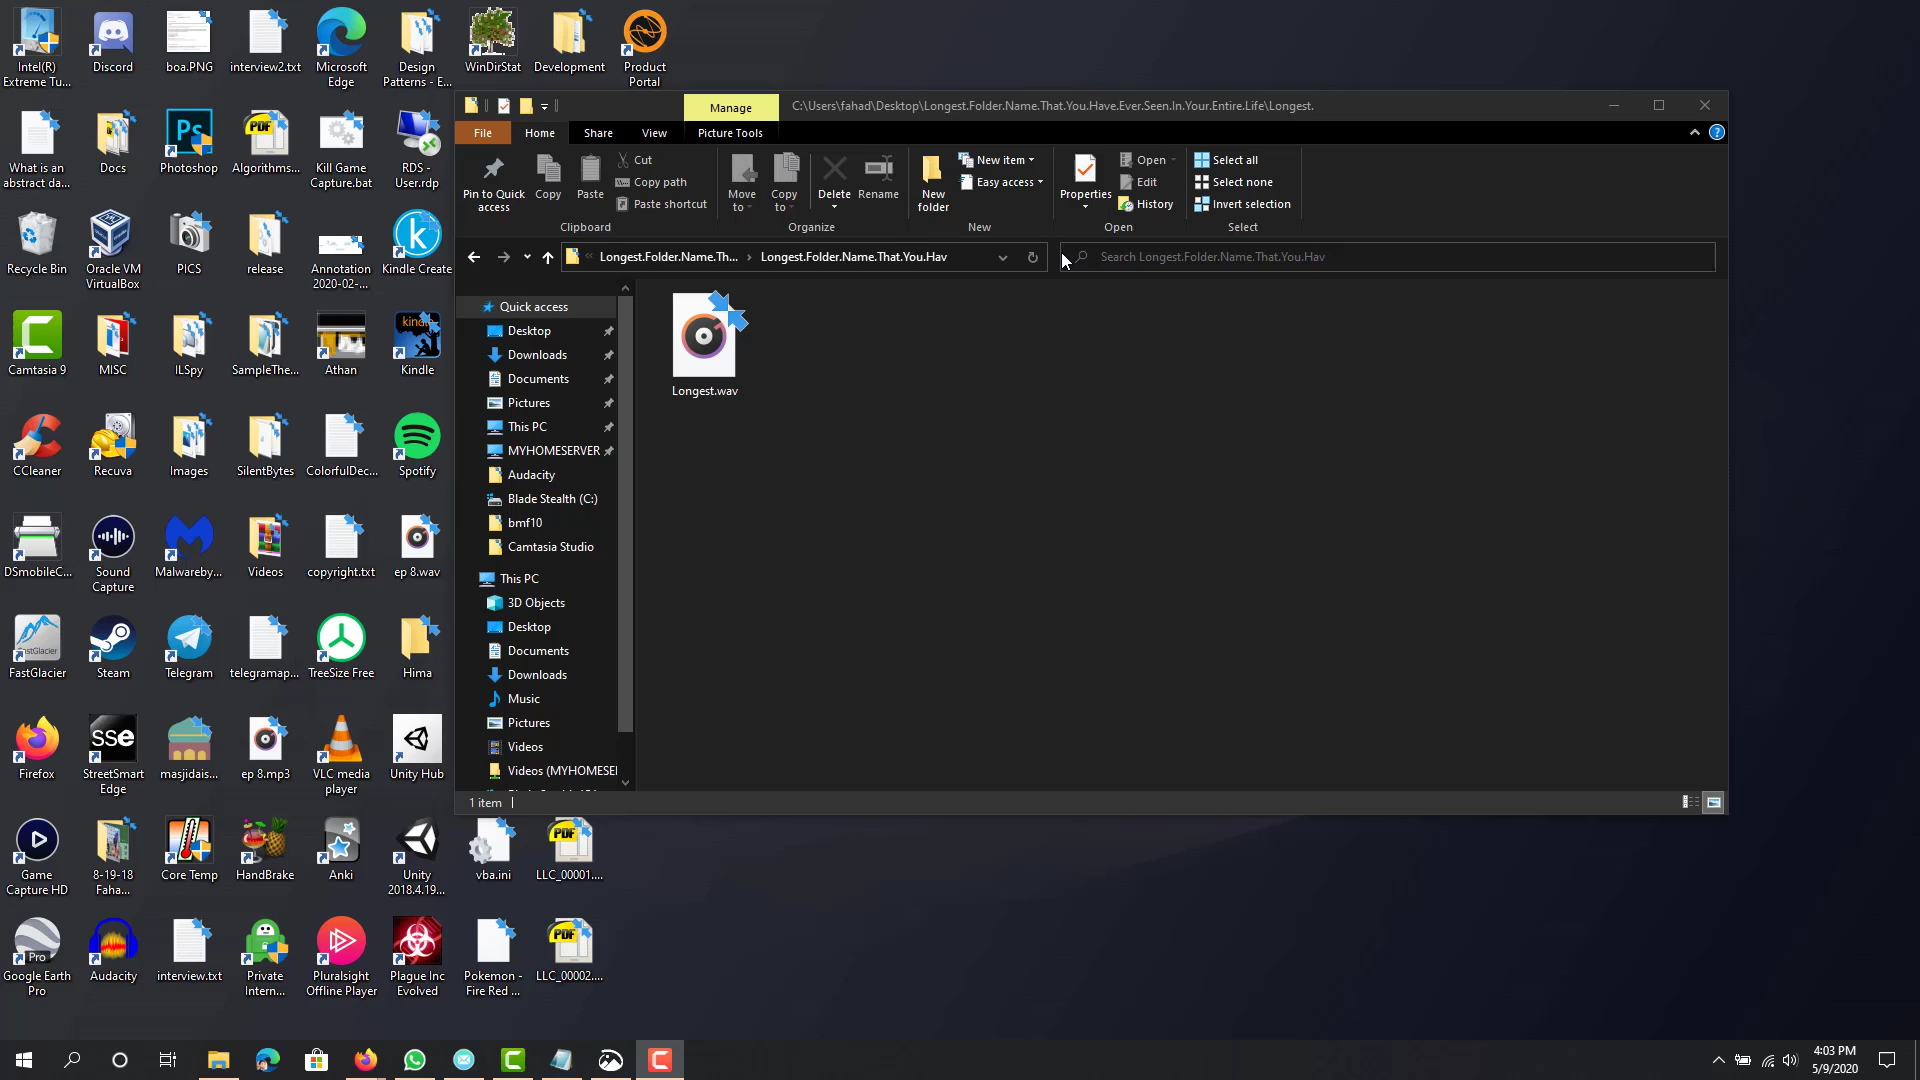 Intel(R)
Extreme Tu...
Discord
boa.PNG
interview2.txt
Microsoft
Edge
Design
Patterns - E...
WinDirStat
Development
Product
Portal
What is an
abstract da...
Docs
Ps
Photoshop
PDF
Algorithms...
Kill Game
Capture.bat
RDS -
User.rdp
Recycle Bin
Oracle VM
VirtualBox
PICS
release
Annotation
2020-02-...
Kindle Create
Camtasia 9
MISC
ILSpy
SampleThe...
Athan
kindle
Kindle
CCleaner
Recuva
Images
SilentBytes
ColorfulDec...
Spotify
DSmobileC...
Sound
Capture
Malwareby...
Videos
copyright.txt
ep 8.wav
FastGlacier
FastGlacier
Steam
Telegram
telegramap...
TreeSize Free
Hima
Firefox
sse
StreetSmart
Edge
masjidais...
ep 8.mp3
VLC media
player
Unity Hub
Game
Capture HD
8-19-18
Faha...
Core Temp
HandBrake
Anki
Unity
2018.4.19...
vba.ini
PDF
LLC_00001....
Pro
Google Earth
Pro
Audacity
interview.txt
Private
Intern...
Pluralsight
Offline Player
Plague Inc
Evolved
Pokemon -
Fire Red ...
PDF
LLC_00002....
Manage
C:\Users\fahad\Desktop\Longest.Folder.Name.That.You.Have.Ever.Seen.In.Your.Entire.Life\Longest.
File
Home
Share
View
Picture Tools
Pin to Quick
access
Copy
Paste
Cut
Copy path
Paste shortcut
Clipboard
Move
to
Copy
to
Delete
Rename
Organize
New
folder
New item
Easy access
New
Properties
Open
Edit
History
Open
Select all
Select none
Invert selection
Select
« Longest.Folder.Name.Th... › Longest.Folder.Name.That.You.Hav
Search Longest.Folder.Name.That.You.Hav
Quick access
Desktop
Downloads
Documents
Pictures
This PC
MYHOMESERVER
Audacity
Blade Stealth (C:)
bmf10
Camtasia Studio
This PC
3D Objects
Desktop
Documents
Downloads
Music
Pictures
Videos
Videos (MYHOMESEI
Longest.wav
1 item
4:03 PM
5/9/2020